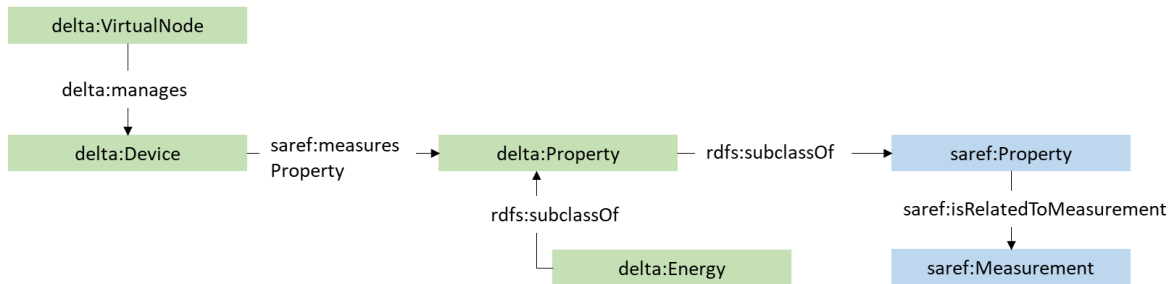 delta:VirtualNode
delta:manages
delta:Device
saref:measures
Property
delta:Property
rdfs:subclassOf
saref:Property
rdfs:subclassOf
saref:isRelatedToMeasurement
delta:Energy
saref:Measurement